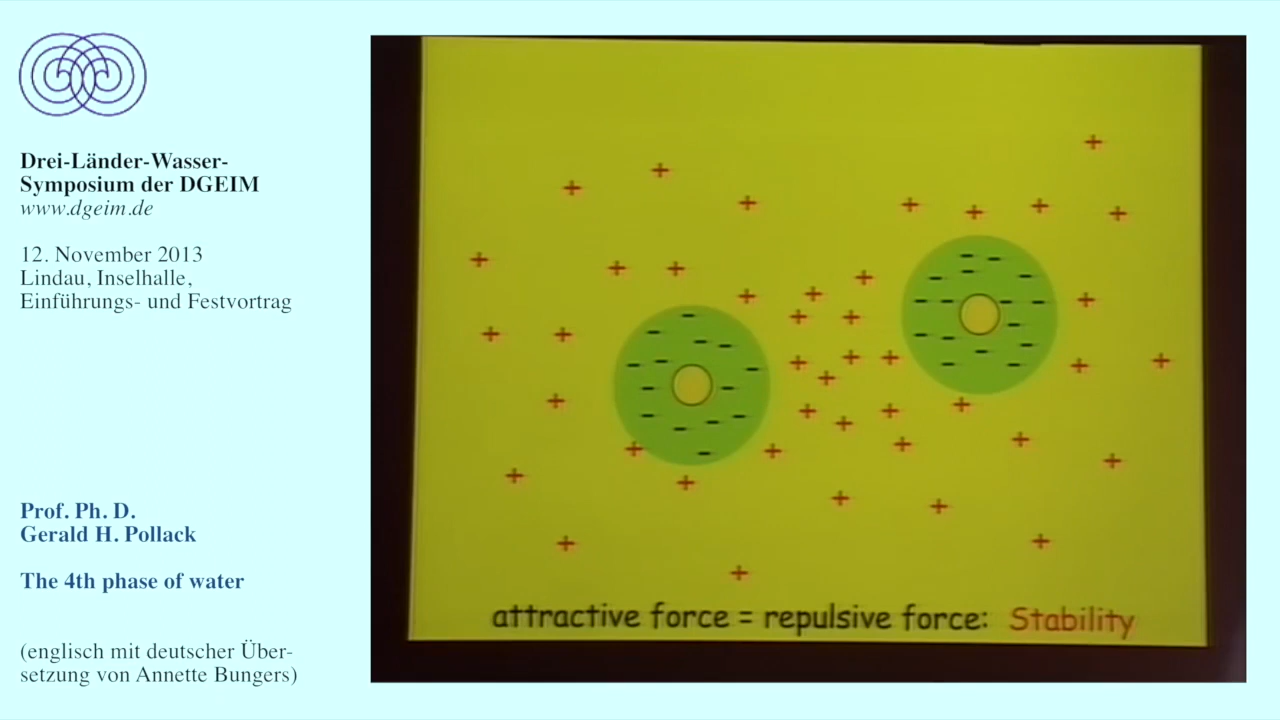 Drei-Länder-Wasser-
Symposium der DGEIM
www.dgeim.de
12. November 2013
Lindau, Inselhalle,
Einführungs- und Festvortrag
Prof. Ph. D.
Gerald H. Pollack
The 4th phase of water
(englisch mit deutscher Über-
setzung von Annette Bungers)
attractive force = repulsive force: Stability